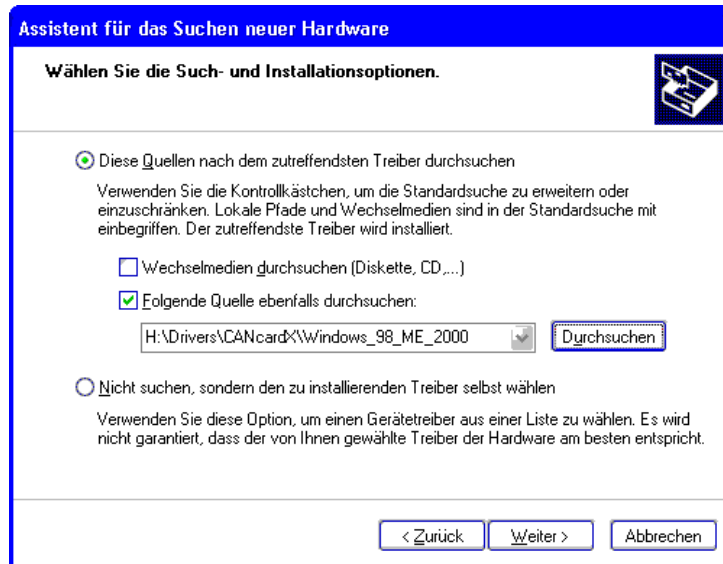 Assistent für das Suchen neuer Hardware
Wählen Sie die Such- und Installationsoptionen.
Diese Quellen nach dem zutreffendsten Treiber durchsuchen
Verwenden Sie die Kontrollkästchen, um die Standardsuche zu erweitern oder
einzuschränken. Lokale Pfade und Wechselmedien sind in der Standardsuche mit
einbegriffen. Der zutreffendste Treiber wird installiert.
Wechselmedien durchsuchen (Diskette, CD,...)
Folgende Quelle ebenfalls durchsuchen:
H:\Drivers\CANcardX\Windows_98_ME_2000 Durchsuchen
Nicht suchen, sondern den zu installierenden Treiber selbst wählen
Verwenden Sie diese Option, um einen Gerätetreiber aus einer Liste zu wählen. Es wird
nicht garantiert, dass der von Ihnen gewählte Treiber der Hardware am besten entspricht.
< Zurück Weiter > Abbrechen